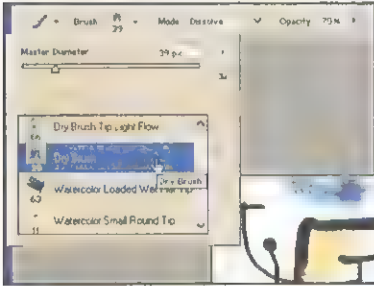 Brush 39 Mode Dissolve Opacity
Master Diameter 39 px
Dry Brush Tip Light Flow
39 Dry Brush
Dry Brush
63 Watercolor Loaded Wet Flat Tip
11 Watercolor Small Round Tip